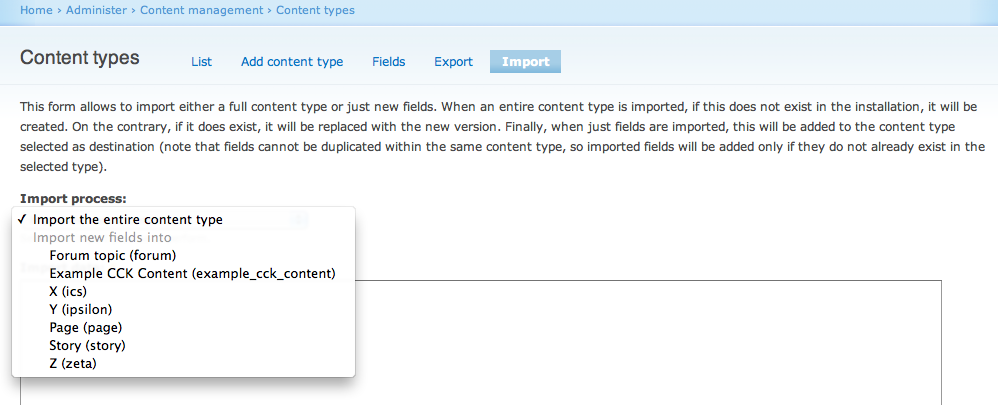 Home › Administer › Content management › Content types
Content types List Add content type Fields Export Import
This form allows to import either a full content type or just new fields. When an entire content type is imported, if this does not exist in the installation, it will be
created. On the contrary, if it does exist, it will be replaced with the new version. Finally, when just fields are imported, this will be added to the content type
selected as destination (note that fields cannot be duplicated within the same content type, so imported fields will be added only if they do not already exist in the
selected type).
Import process:
✓ Import the entire content type
Import new fields into
Forum topic (forum)
Example CCK Content (example_cck_content)
X (ics)
Y (ipsilon)
Page (page)
Story (story)
Z (zeta)